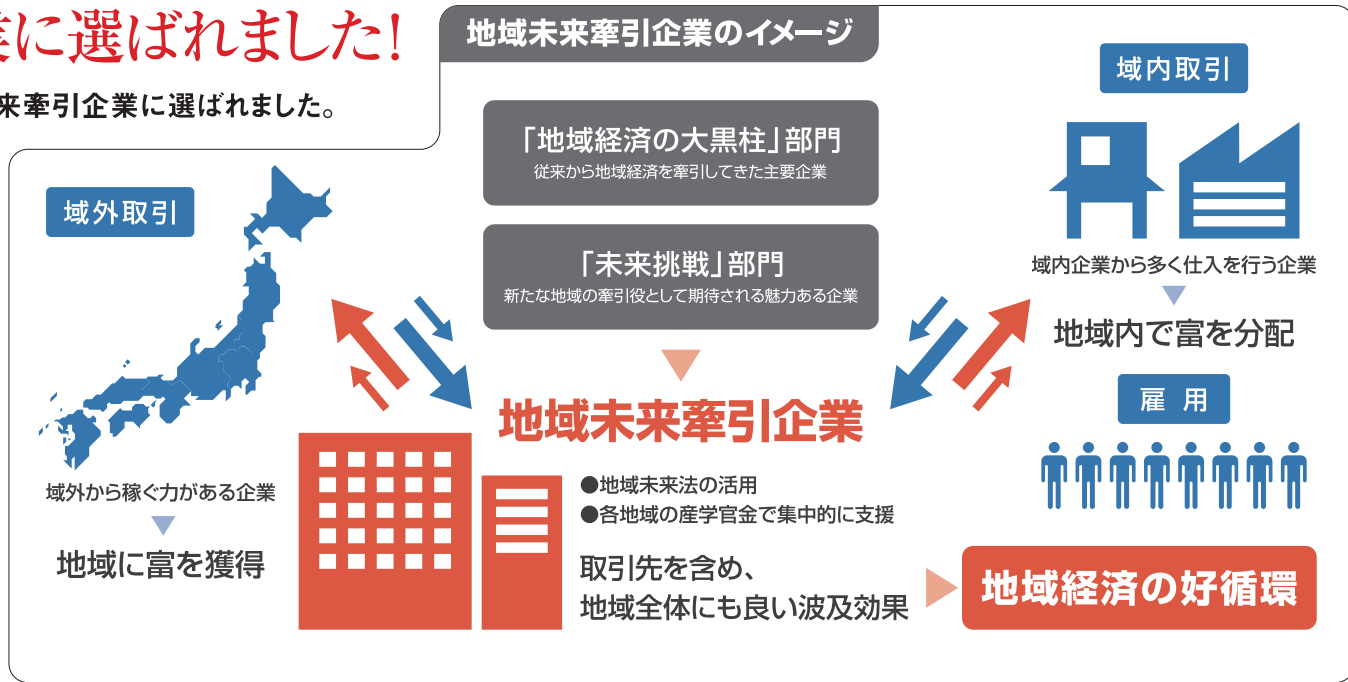 業に選ばれました!
来牽引企業に選ばれました。
地域未来牽引企業のイメージ
「地域経済の大黒柱」部門
従来から地域経済を牽引してきた主要企業
「未来挑戦」部門
新たな地域の牽引役として期待される魅力ある企業
域外取引
域外から稼ぐ力がある企業
地域に富を獲得
地域未来牽引企業
●地域未来法の活用
●各地域の産学官金で集中的に支援
取引先を含め、
地域全体にも良い波及効果
域内取引
域内企業から多く仕入を行う企業
地域内で富を分配
雇用
地域経済の好循環